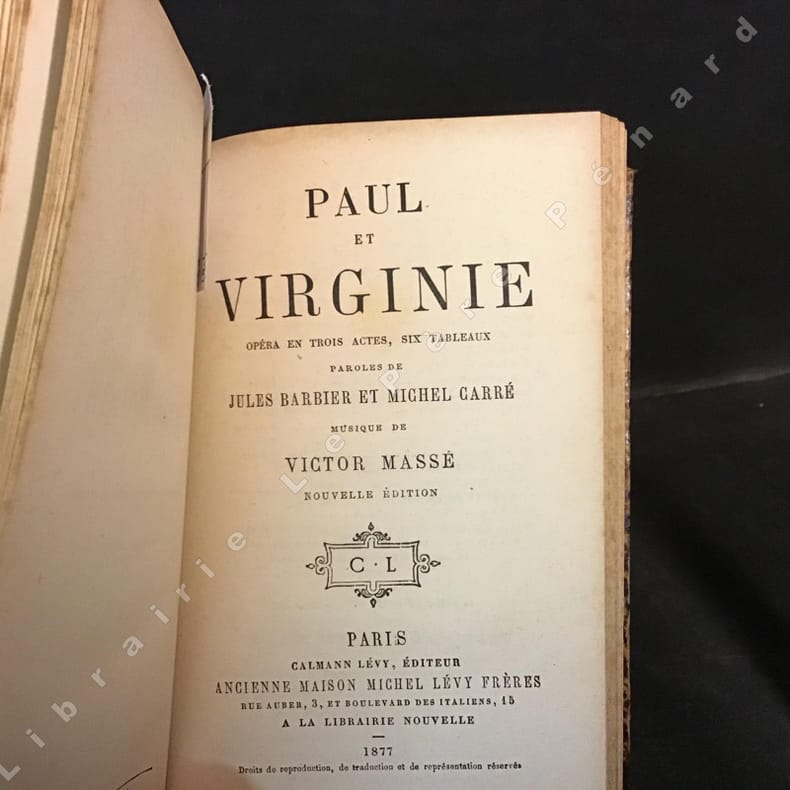 PAUL
ET
VIRGINIE
OPÉRA EN TROIS ACTES, SIX TABLEAUX
PAROLES DE
JULES BARBIER ET MICHEL CARRÉ
MUSIQUE DE
VICTOR MASSÉ
NOUVELLE ÉDITION
C · L
PARIS
CALMANN LÉVY, ÉDITEUR
ANCIENNE MAISON MICHEL LÉVY FRÈRES
RUE AUBER, 3, ET BOULEVARD DES ITALIENS, 15
A LA LIBRAIRIE NOUVELLE
1877
Droits de reproduction, de traduction et de représentation réservés
Librairie Le Père Pénard